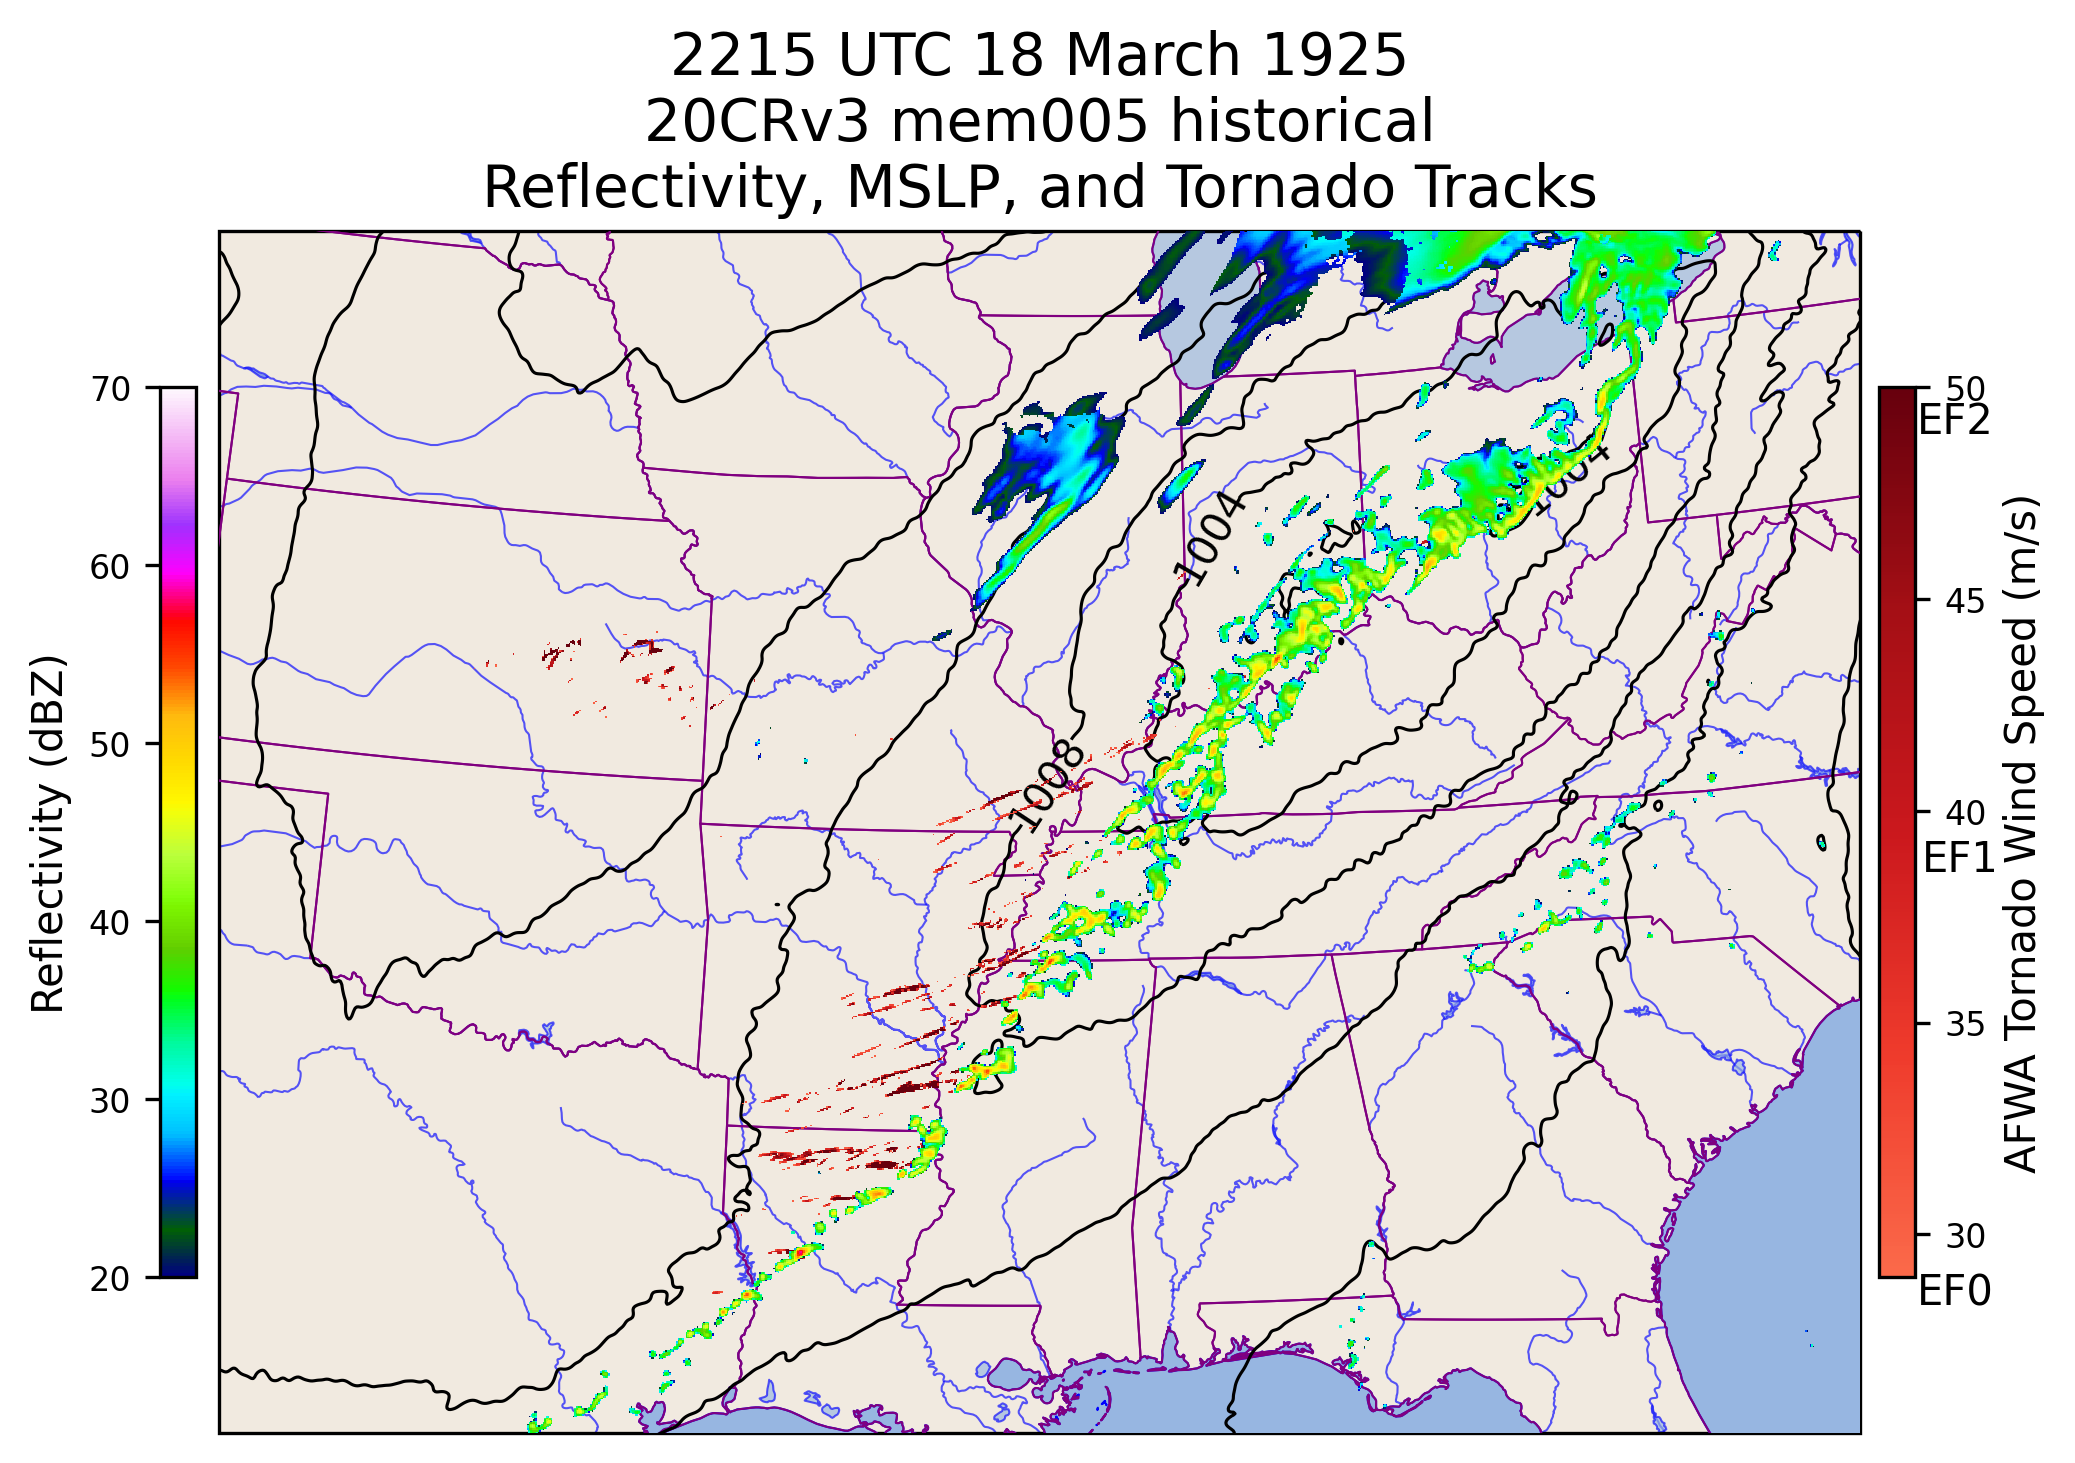 2215 UTC 18 March 1925
20CRv3 mem005 historical
Reflectivity, MSLP, and Tornado Tracks
70
60
50
40
30
20
Reflectivity (dBZ)
1004
1004
1008
50
EF2
45
40
EF1
35
30
EF0
AFWA Tornado Wind Speed (m/s)